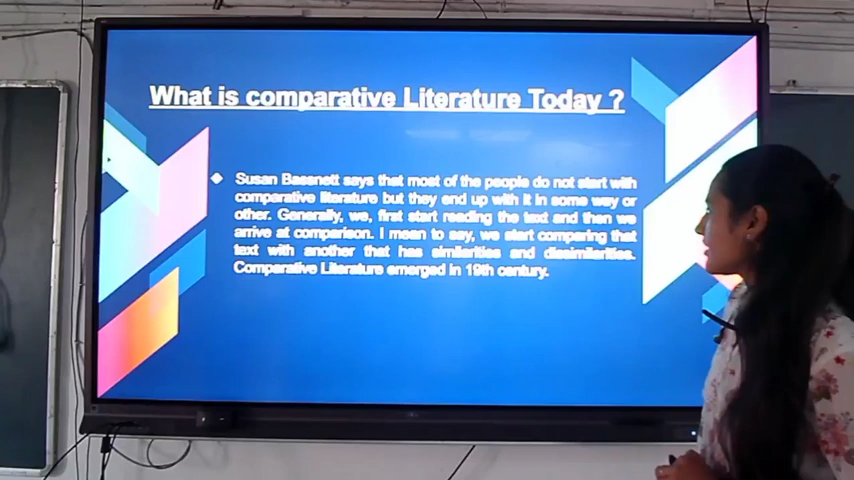 What is comparative Literature Today ?
Susan Bassnett says that most of the people do not start with
comparative literature but they end up with it in some way or
other. Generally, we, first start reading the text and then we
arrive at comparison. I mean to say, we start comparing that
text with another that has similarities and dissimilarities.
Comparative Literature emerged in 19th century.